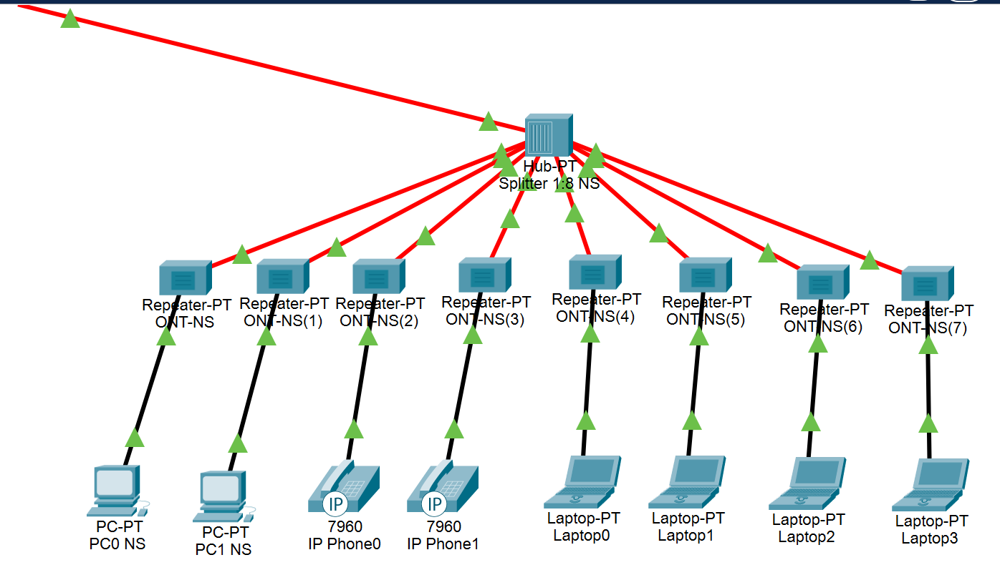 Hub-PT
Splitter 1:8 NS
Repeater-PT
ONT-NS
Repeater-PT
ONT-NS(1)
Repeater-PT
ONT-NS(2)
Repeater-PT
ONT-NS(3)
Repeater-PT
ONT-NS(4)
Repeater-PT
ONT-NS(5)
Repeater-PT
ONT-NS(6)
Repeater-PT
ONT-NS(7)
PC-PT
PC0 NS
PC-PT
PC1 NS
IP
7960
IP Phone0
IP
7960
IP Phone1
Laptop-PT
Laptop0
Laptop-PT
Laptop1
Laptop-PT
Laptop2
Laptop-PT
Laptop3